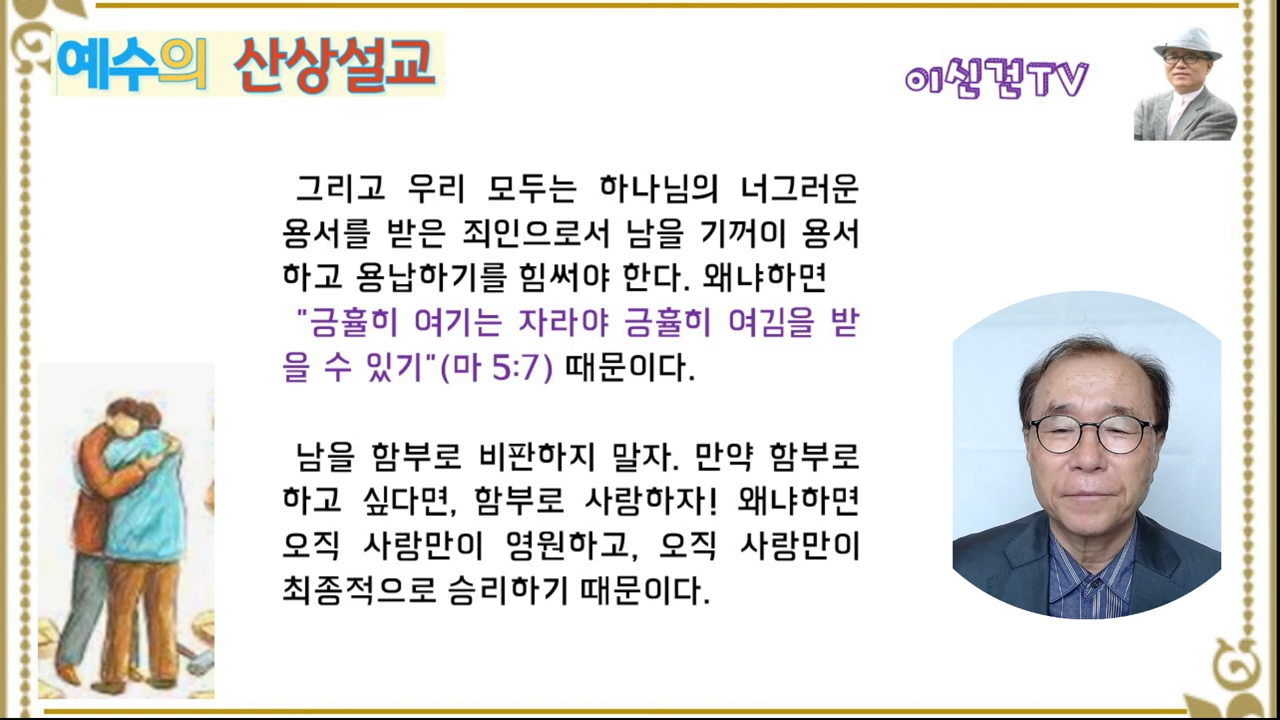 예수의 산상설교
이신건TV
그리고 우리 모두는 하나님의 너그러운
용서를 받은 죄인으로서 남을 기꺼이 용서
하고 용납하기를 힘써야 한다. 왜냐하면
"긍휼히 여기는 자라야 긍휼히 여김을 받
을 수 있기"(마 5:7) 때문이다.
남을 함부로 비판하지 말자. 만약 함부로
하고 싶다면, 함부로 사랑하자! 왜냐하면
오직 사랑만이 영원하고, 오직 사랑만이
최종적으로 승리하기 때문이다.